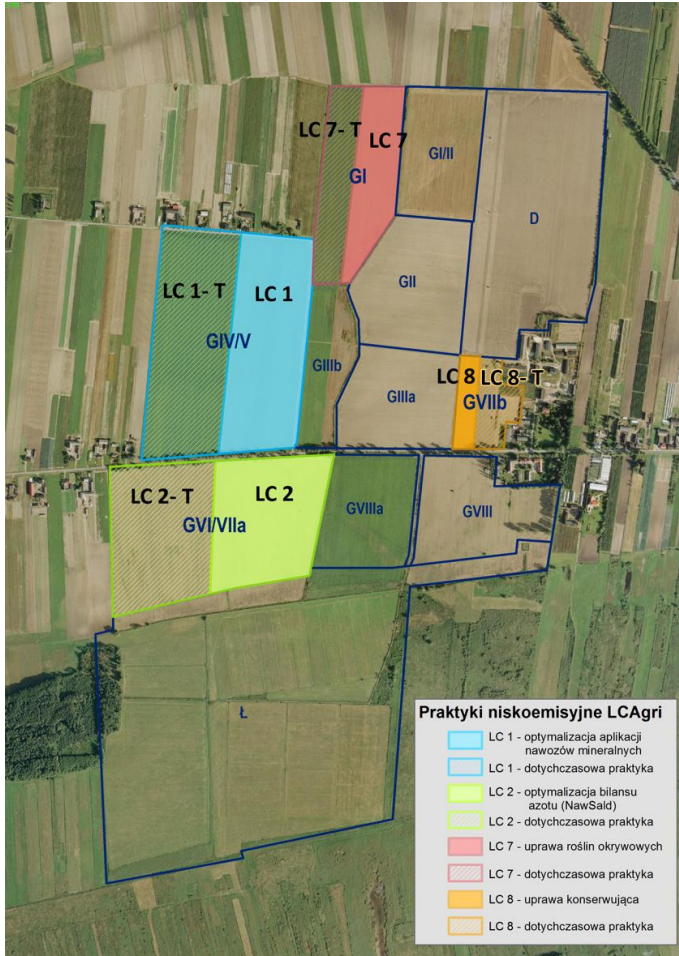 LC 7- T
LC 7
GI
GI/II
D
GII
LC 1- T
LC 1
GIV/V
GIIIb
GIIIa
LC 8
LC 8- T
GVIIb
LC 2- T
LC 2
GVI/VIIa
GVIIIa
GVIII
Ł
Praktyki niskoemisyjne LCAgri
LC 1 - optymalizacja aplikacji
nawozów mineralnych
LC 1 - dotychczasowa praktyka
LC 2 - optymalizacja bilansu
azotu (NawSald)
LC 2 - dotychczasowa praktyka
LC 7 - uprawa roślin okrywowych
LC 7 - dotychczasowa praktyka
LC 8 - uprawa konserwująca
LC 8 - dotychczasowa praktyka